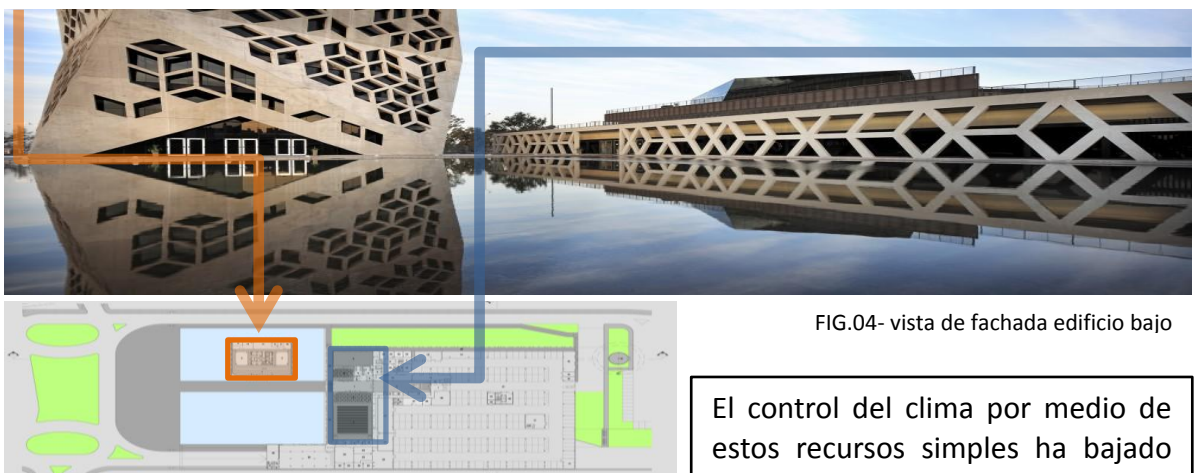 FIG.04- vista de fachada edificio bajo
El control del clima por medio de
estos recursos simples ha bajado